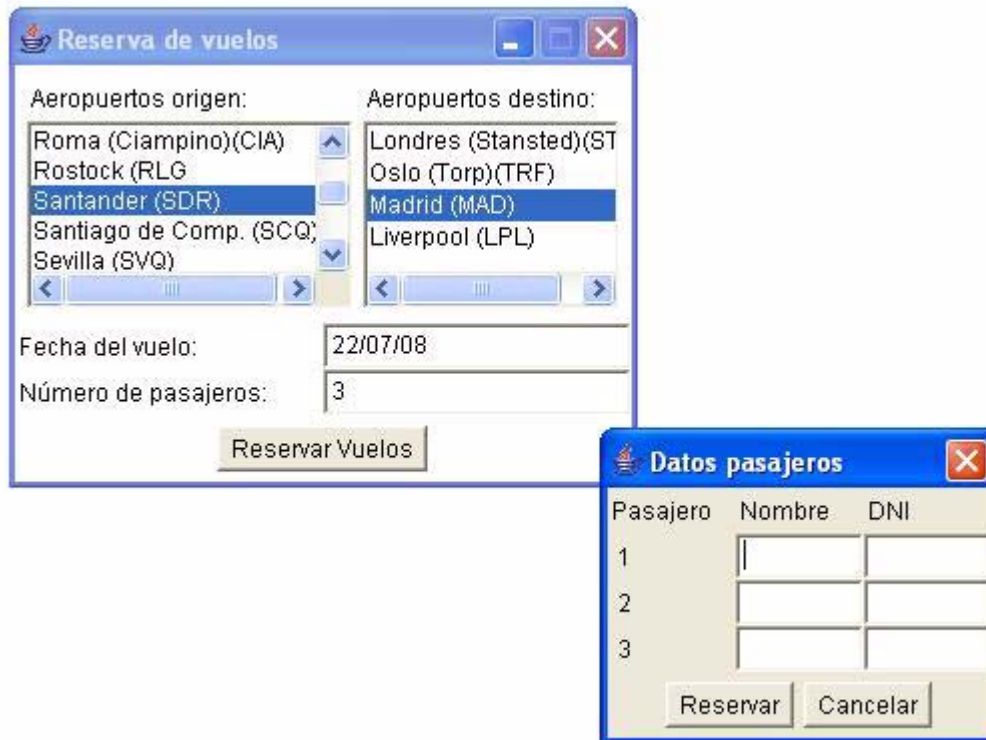 Reserva de vuelos
Aeropuertos origen: Aeropuertos destino:
Roma (Ciampino)(CIA)
Rostock (RLG
Santander (SDR)
Santiago de Comp. (SCQ)
Sevilla (SVQ)
Londres (Stansted)(ST
Oslo (Torp)(TRF)
Madrid (MAD)
Liverpool (LPL)
Fecha del vuelo: 22/07/08
Número de pasajeros: 3
Reservar Vuelos
Datos pasajeros
Pasajero Nombre DNI
1
2
3
Reservar Cancelar